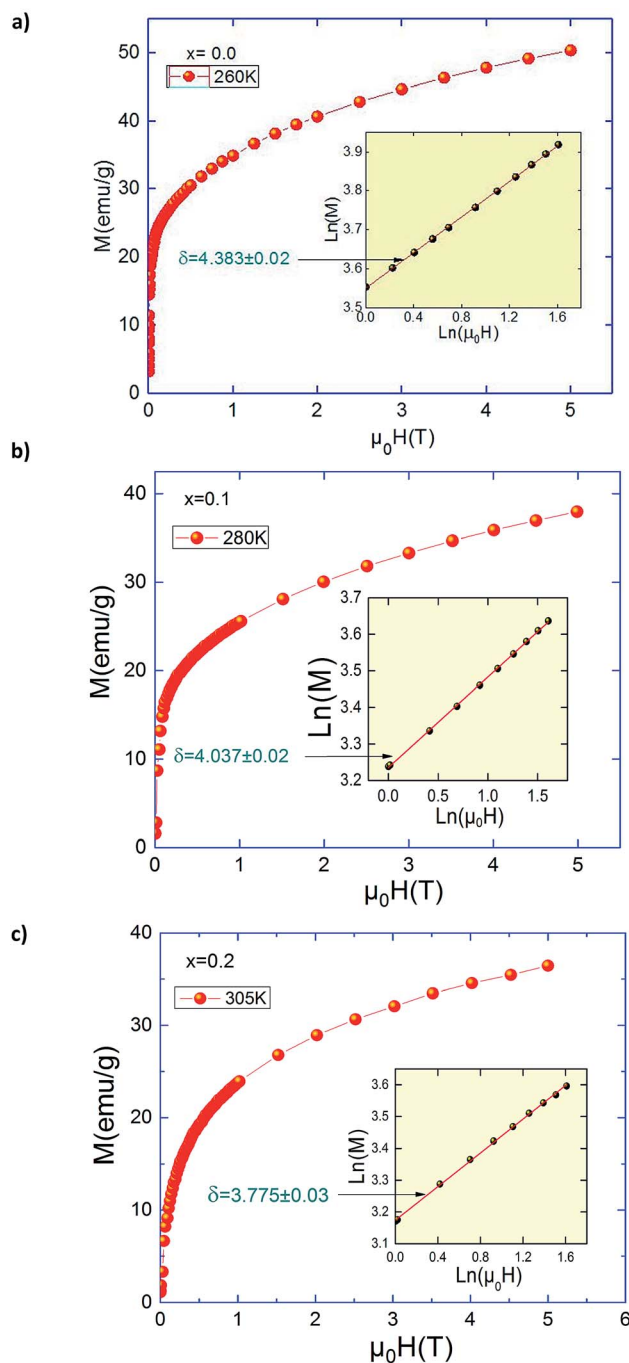 a)
x= 0.0
260K
M(emu/g)
50
40
30
20
10
0
0 1 2 3 4 5
μ0H(T)
Ln(M)
3.9
3.8
3.7
3.6
3.5
0.0 0.4 0.8 1.2 1.6
Ln(μ0H)
δ=4.383±0.02
b)
x=0.1
280K
M(emu/g)
40
30
20
10
0
0 1 2 3 4 5
μ0H(T)
Ln(M)
3.7
3.6
3.5
3.4
3.3
3.2
0.0 0.5 1.0 1.5
Ln(μ0H)
δ=4.037±0.02
c)
x=0.2
305K
M(emu/g)
40
30
20
10
0
0 1 2 3 4 5 6
μ0H(T)
Ln(M)
3.6
3.5
3.4
3.3
3.2
3.1
0.0 0.4 0.8 1.2 1.6
Ln(μ0H)
δ=3.775±0.03